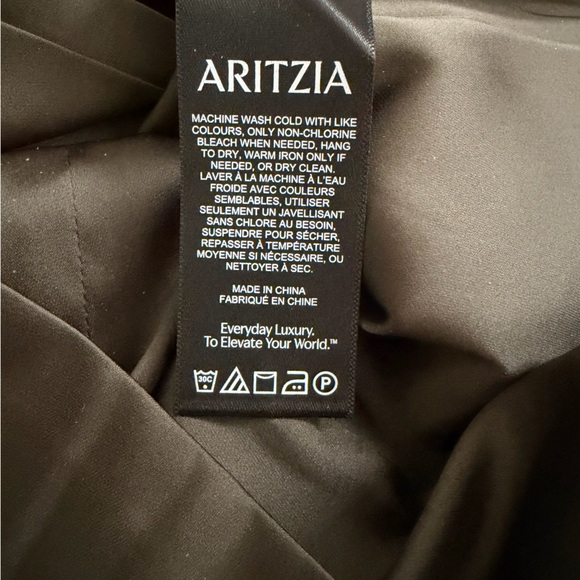 ARITZIA
MACHINE WASH COLD WITH LIKE
COLOURS, ONLY NON-CHLORINE
BLEACH WHEN NEEDED, HANG
TO DRY, WARM IRON ONLY IF
NEEDED, OR DRY CLEAN.
LAVER À LA MACHINE À L'EAU
FROIDE AVEC COULEURS
SEMBLABLES, UTILISER
SEULEMENT UN JAVELLISANT
SANS CHLORE AU BESOIN,
SUSPENDRE POUR SÉCHER,
REPASSER À TEMPÉRATURE
MOYENNE SI NÉCESSAIRE, OU
NETTOYER À SEC.
MADE IN CHINA
FABRIQUÉ EN CHINE
Everyday Luxury.
To Elevate Your World.™
30C P